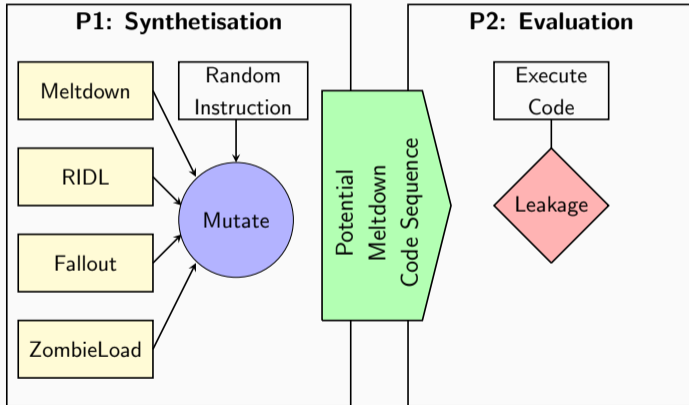 P1: Synthetisation
Meltdown
RIDL
Fallout
ZombieLoad
Random
Instruction
Mutate
Potential
Meltdown
Code Sequence
P2: Evaluation
Execute
Code
Leakage